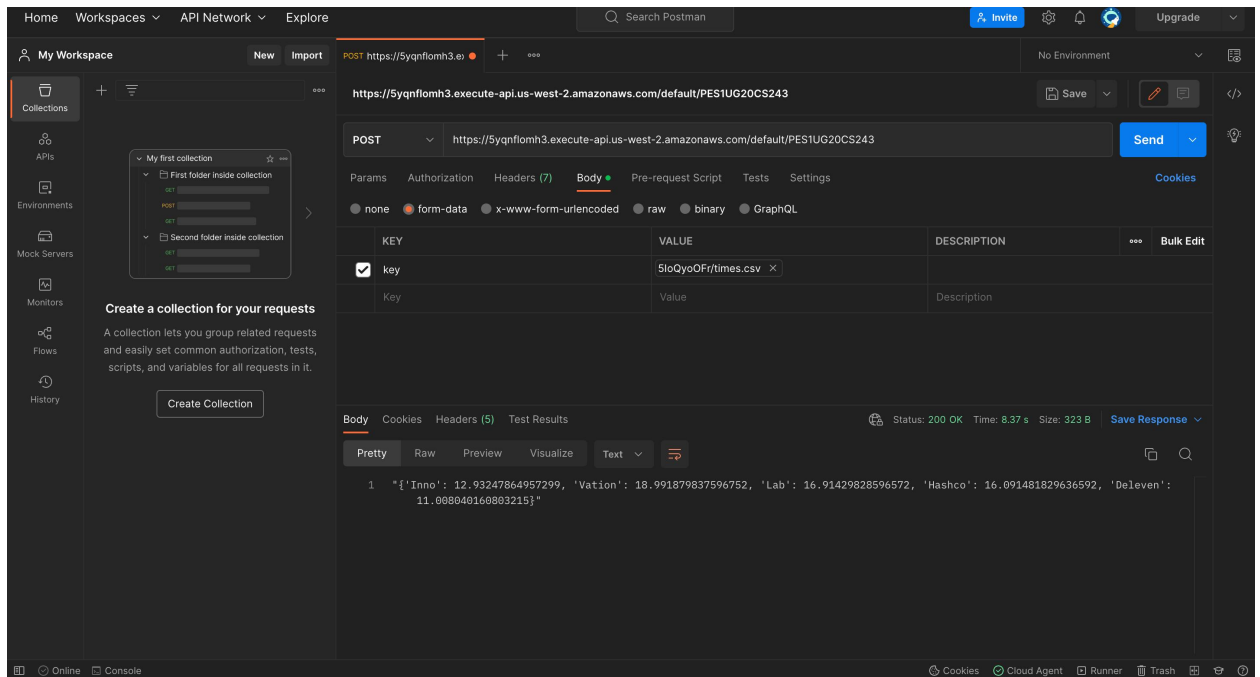 Home Workspaces API Network Explore Search Postman Invite Upgrade
My Workspace New Import POST https://5yqnflomh3.ex No Environment
Collections
APIs
Environments
Mock Servers
Monitors
Flows
History
My first collection
First folder inside collection
GET
POST
GET
Second folder inside collection
GET
GET
Create a collection for your requests
A collection lets you group related requests
and easily set common authorization, tests,
scripts, and variables for all requests in it.
Create Collection
https://5yqnflomh3.execute-api.us-west-2.amazonaws.com/default/PES1UG20CS243 Save
POST https://5yqnflomh3.execute-api.us-west-2.amazonaws.com/default/PES1UG20CS243 Send
Params Authorization Headers (7) Body Pre-request Script Tests Settings Cookies
none form-data x-www-form-urlencoded raw binary GraphQL
KEY VALUE DESCRIPTION Bulk Edit
key 5IoQyoOFr/times.csv
Key Value Description
Body Cookies Headers (5) Test Results Status: 200 OK Time: 8.37 s Size: 323 B Save Response
Pretty Raw Preview Visualize Text
1 "{'Inno': 12.93247864957299, 'Vation': 18.991879837596752, 'Lab': 16.91429828596572, 'Hashco': 16.091481829636592, 'Deleven':
11.008040160803215}"
Online Console Cookies Cloud Agent Runner Trash